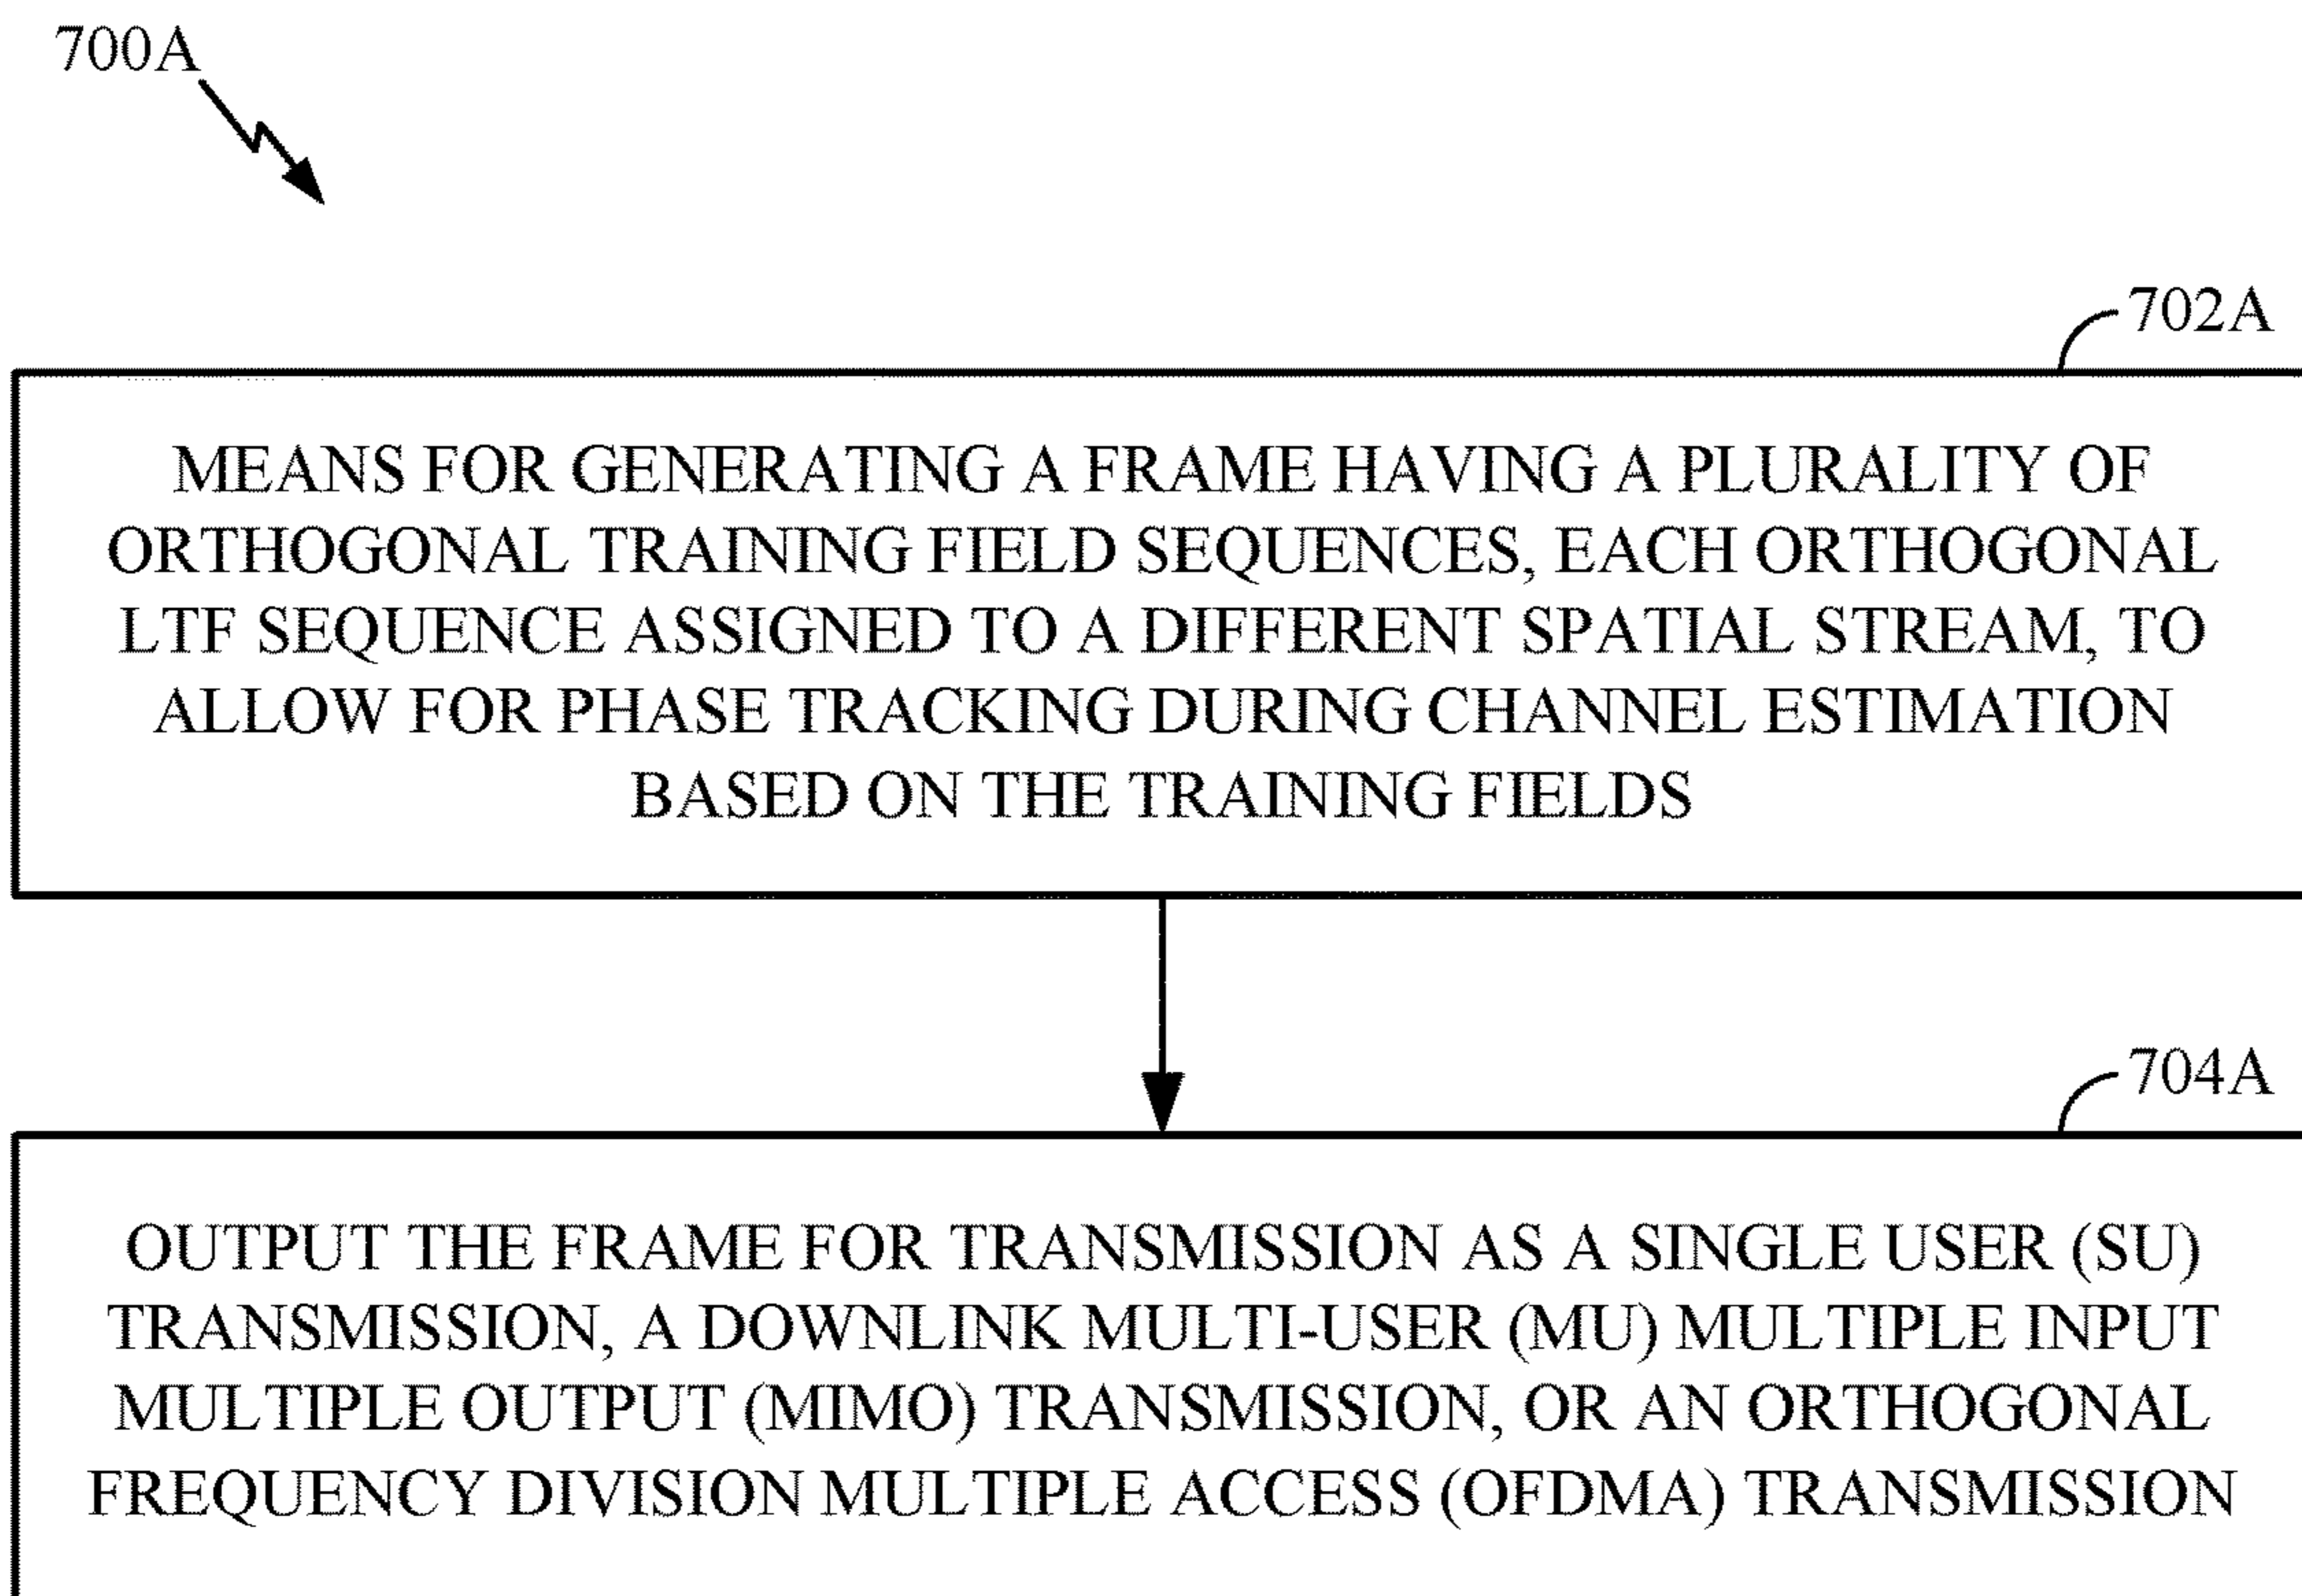 700A
702A
MEANS FOR GENERATING A FRAME HAVING A PLURALITY OF
ORTHOGONAL TRAINING FIELD SEQUENCES, EACH ORTHOGONAL
LTF SEQUENCE ASSIGNED TO A DIFFERENT SPATIAL STREAM, TO
ALLOW FOR PHASE TRACKING DURING CHANNEL ESTIMATION
BASED ON THE TRAINING FIELDS
704A
OUTPUT THE FRAME FOR TRANSMISSION AS A SINGLE USER (SU)
TRANSMISSION, A DOWNLINK MULTI-USER (MU) MULTIPLE INPUT
MULTIPLE OUTPUT (MIMO) TRANSMISSION, OR AN ORTHOGONAL
FREQUENCY DIVISION MULTIPLE ACCESS (OFDMA) TRANSMISSION